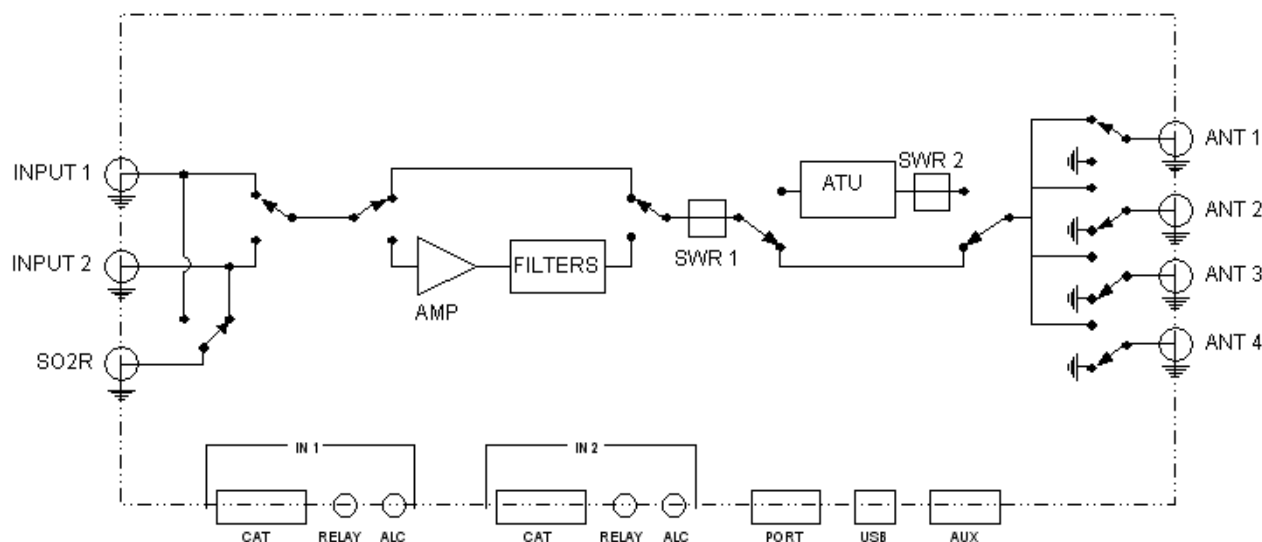 INPUT 1
INPUT 2
SO2R
AMP
FILTERS
SWR 1
ATU
SWR 2
ANT 1
ANT 2
ANT 3
ANT 4
IN 1
IN 2
CAT
RELAY
ALC
CAT
RELAY
ALC
PORT
USB
AUX